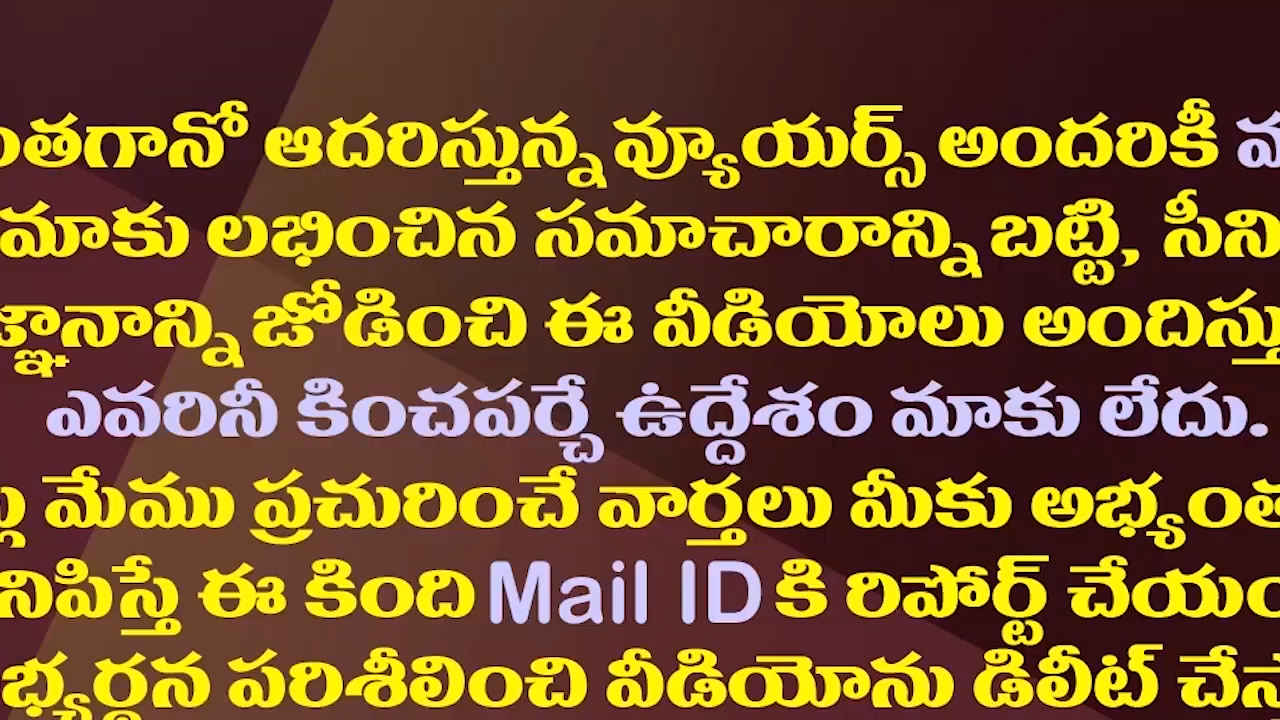 ంతగానో ఆదరిస్తున్న వ్యూయర్స్ అందరికీ
మాకు లభించిన సమాచారాన్ని బట్టి, సీని
జ్ఞానాన్ని జోడించి ఈ వీడియోలు అందిస్తు
ఎవరినీ కించపర్చే ఉద్దేశం మాకు లేదు.
మేము ప్రచురించే వార్తలు మీకు అభ్యంత
నిపిస్తే ఈ కింది Mail ID కి రిపోర్ట్ చేయం
భ్యర్థన పరిశీలించి వీడియోను డిలీట్ చేస